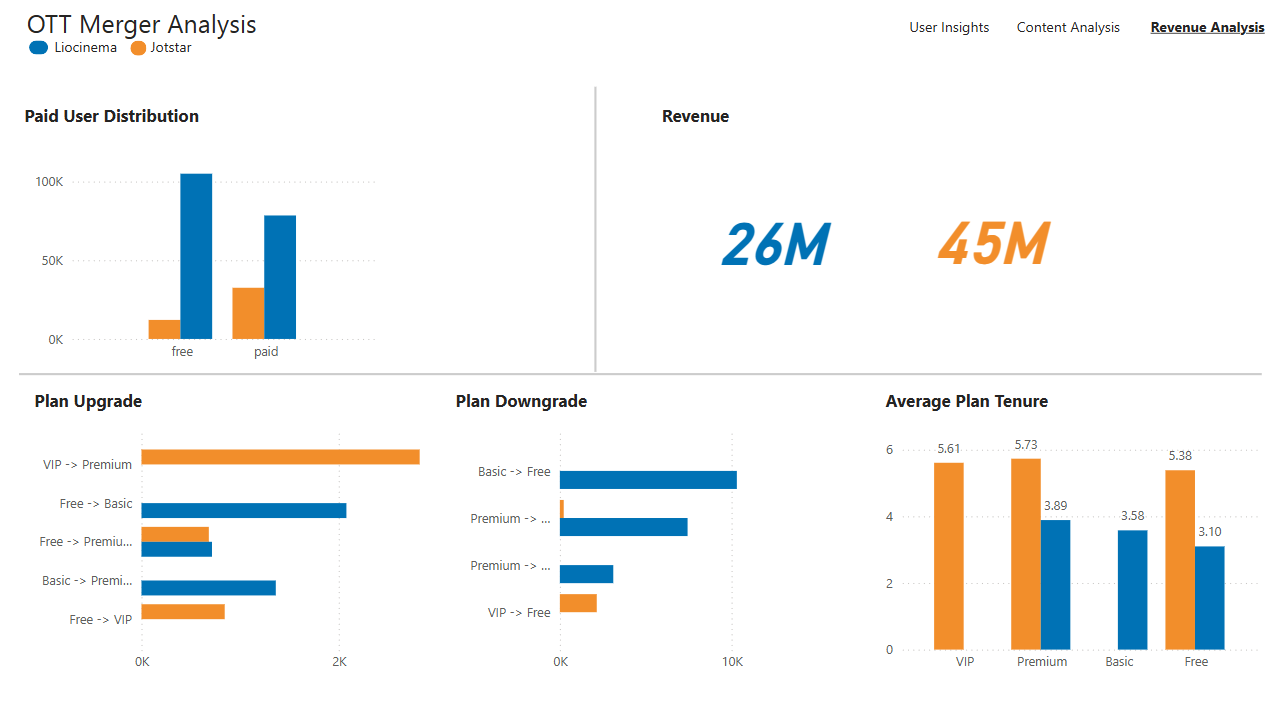 OTT Merger Analysis
Liocinema Jotstar
User Insights Content Analysis Revenue Analysis
Paid User Distribution
100K
50K
0K
free paid
Revenue
26M 45M
Plan Upgrade
VIP -> Premium
Free -> Basic
Free -> Premiu...
Basic -> Premi...
Free -> VIP
0K 2K
Plan Downgrade
Basic -> Free
Premium -> ...
Premium -> ...
VIP -> Free
0K 10K
Average Plan Tenure
6
4
2
0
5.61 5.73 3.89 3.58 5.38 3.10
VIP Premium Basic Free